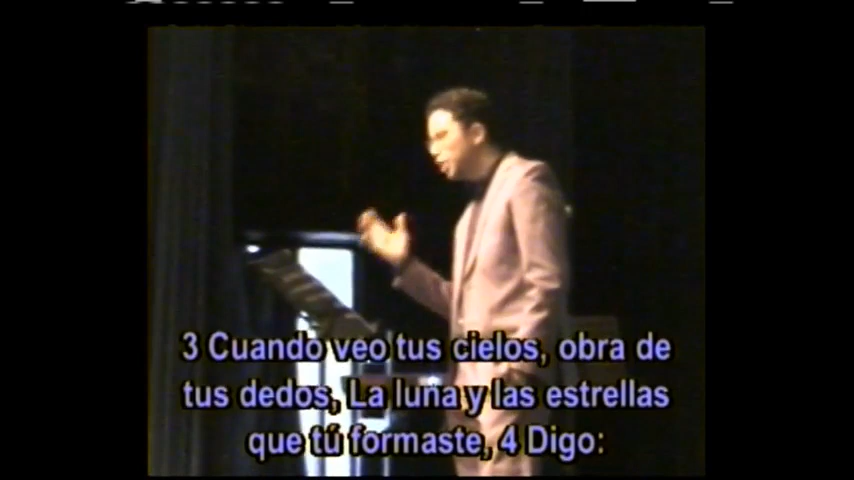 3 Cuando veo tus cielos, obra de
tus dedos, La luna y las estrellas
que tú formaste, 4 Digo: